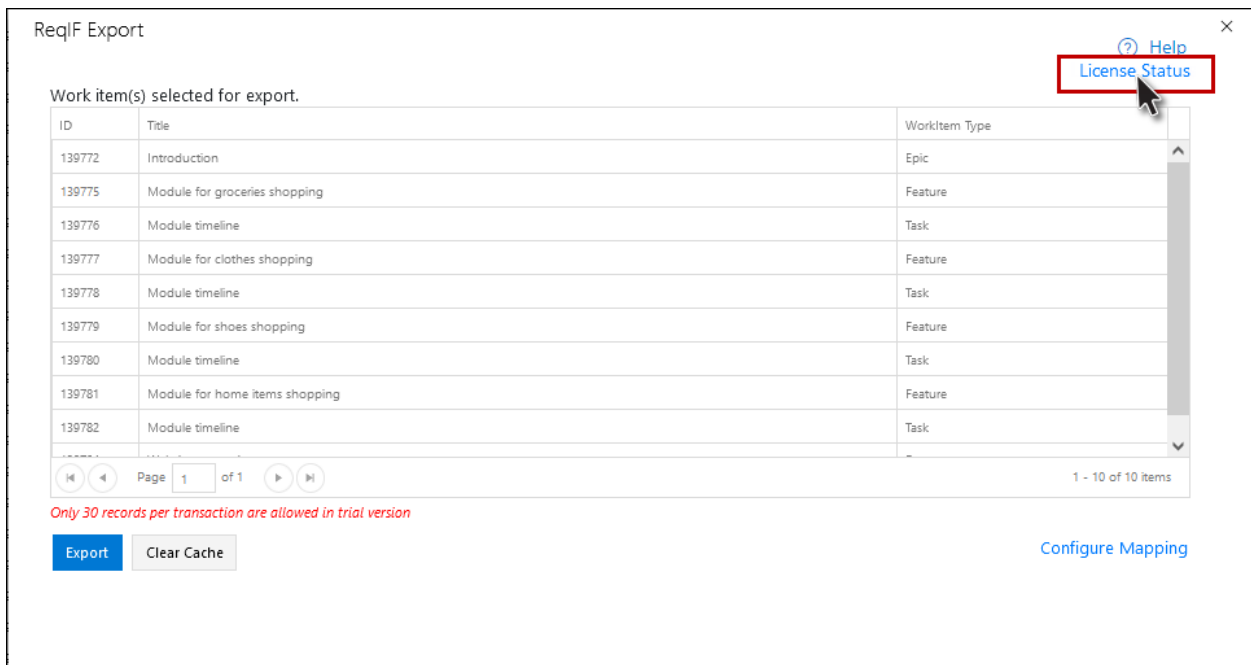 ReqIF Export
Help
License Status
Work item(s) selected for export.
ID Title WorkItem Type
139772 Introduction Epic
139775 Module for groceries shopping Feature
139776 Module timeline Task
139777 Module for clothes shopping Feature
139778 Module timeline Task
139779 Module for shoes shopping Feature
139780 Module timeline Task
139781 Module for home items shopping Feature
139782 Module timeline Task
Page 1 of 1 1 - 10 of 10 items
Only 30 records per transaction are allowed in trial version
Export Clear Cache Configure Mapping